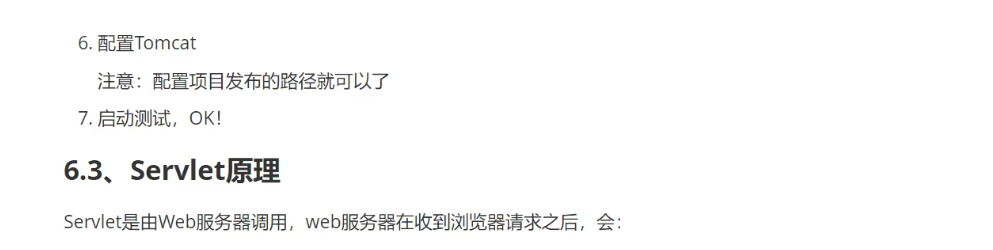 6. 配置Tomcat
注意：配置项目发布的路径就可以了
7. 启动测试，OK！
6.3、Servlet原理
Servlet是由Web服务器调用，web服务器在收到浏览器请求之后，会：